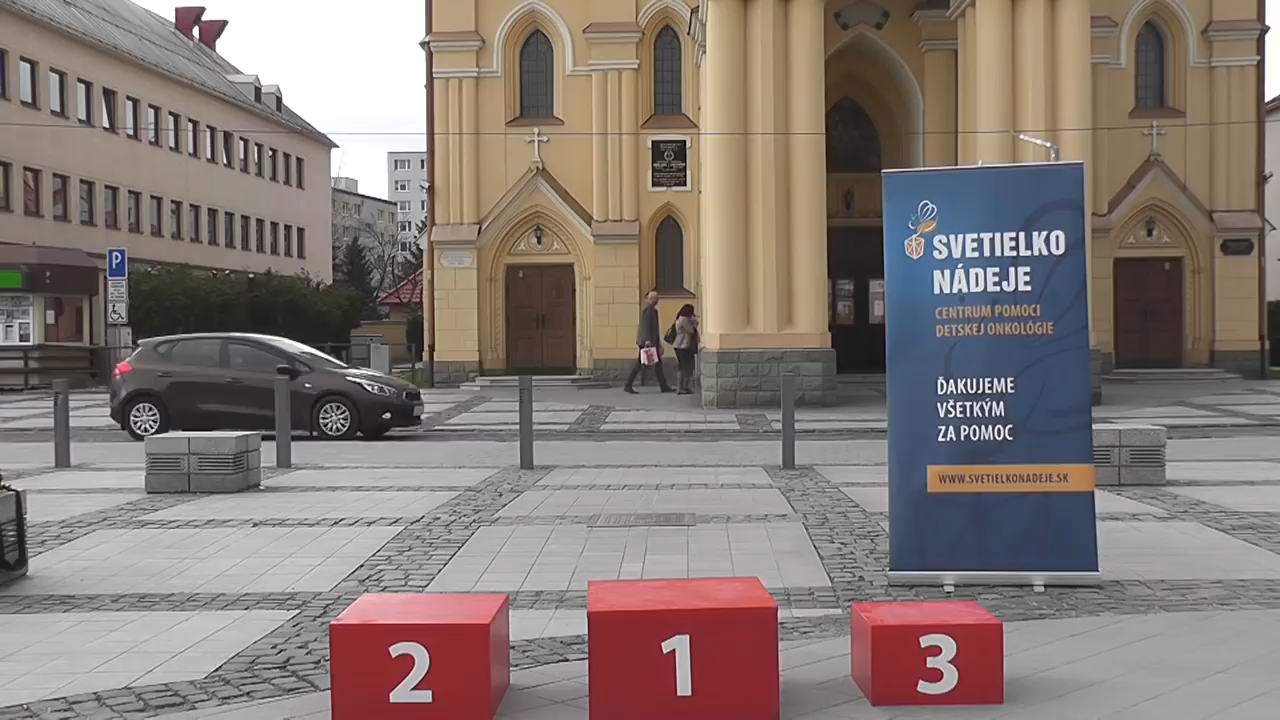 P
SVETIELKO
NÁDEJE
CENTRUM POMOCI
DETSKEJ ONKOLÓGIE
ĎAKUJEME
VŠETKÝM
ZA POMOC
WWW.SVETIELKONADEJE.SK
2
1
3